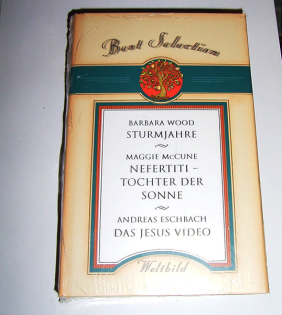 Best Selection
BARBARA WOOD
STURMJAHRE
MAGGIE McCUNE
NEFERTITI –
TOCHTER DER
SONNE
ANDREAS ESCHBACH
DAS JESUS VIDEO
Weltbild